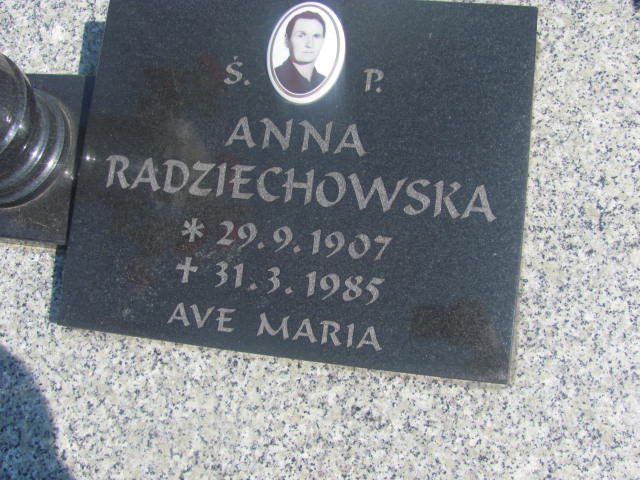 Ś. P.
ANNA
RADZIECHOWSKA
* 29.9.1907
✝ 31.3.1985
AVE MARIA